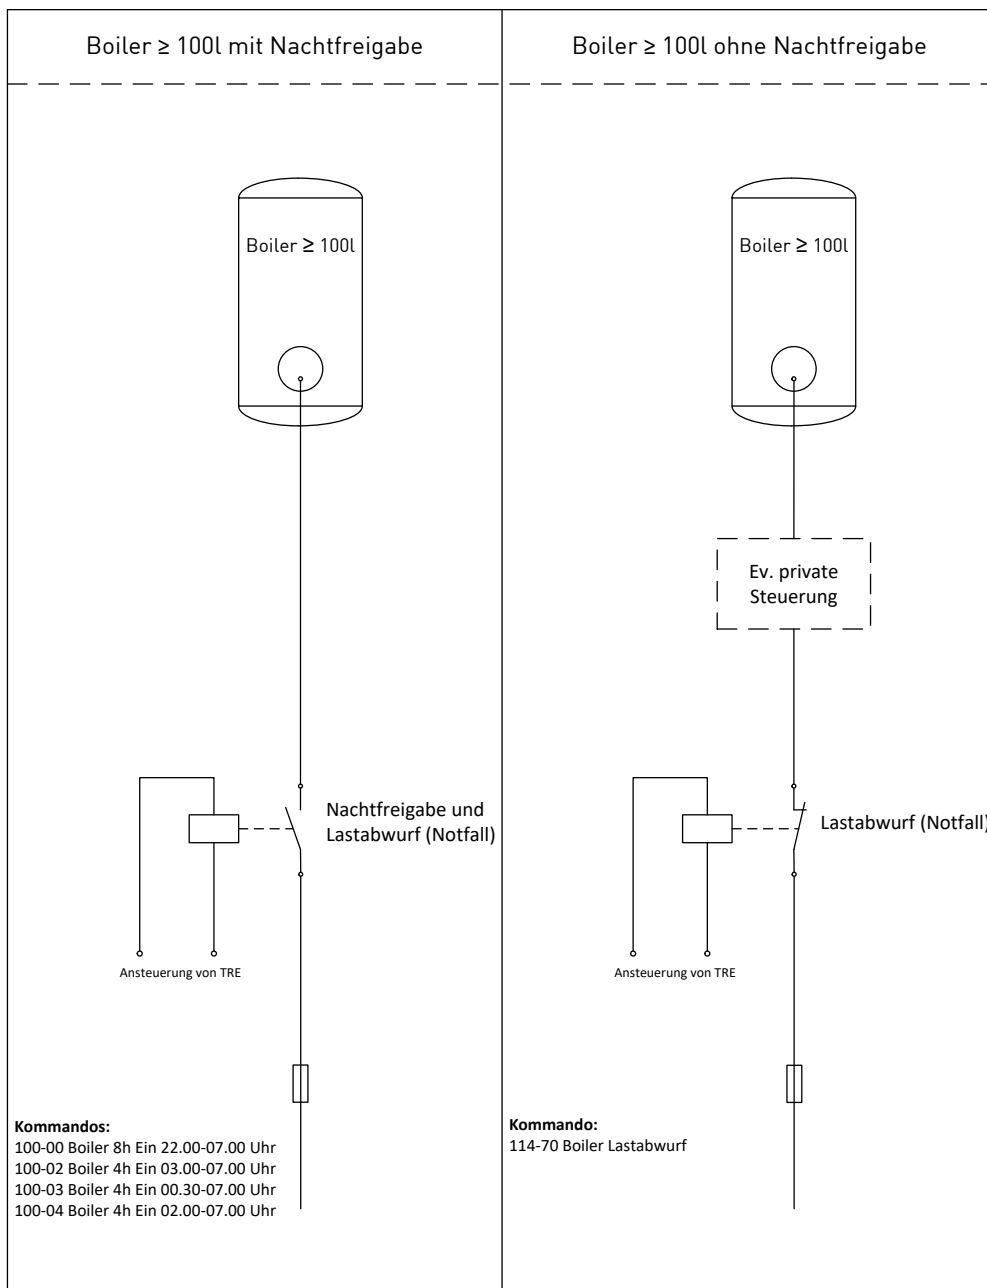 Boiler ≥ 100l mit Nachtfreigabe
Boiler ≥ 100l
Nachtfreigabe und
Lastabwurf (Notfall)
Ansteuerung von TRE
Kommandos:
100-00 Boiler 8h Ein 22.00-07.00 Uhr
100-02 Boiler 4h Ein 03.00-07.00 Uhr
100-03 Boiler 4h Ein 00.30-07.00 Uhr
100-04 Boiler 4h Ein 02.00-07.00 Uhr
Boiler ≥ 100l ohne Nachtfreigabe
Boiler ≥ 100l
Ev. private
Steuerung
Lastabwurf (Notfall)
Ansteuerung von TRE
Kommando:
114-70 Boiler Lastabwurf